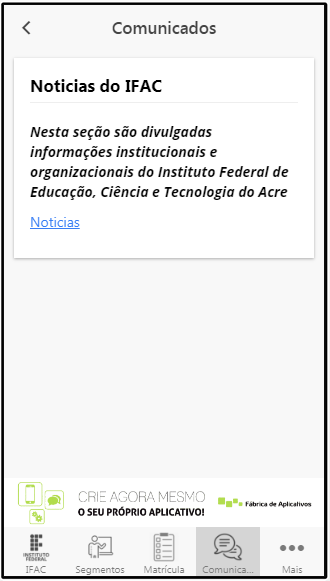 Comunicados
Noticias do IFAC
Nesta seção são divulgadas
informações institucionais e
organizacionais do Instituto Federal de
Educação, Ciência e Tecnologia do Acre
Noticias
CRIE AGORA MESMO
O SEU PRÓPRIO APLICATIVO!
Fábrica de Aplicativos
INSTITUTO
FEDERAL
IFAC
Segmentos
Matrícula
Comunica...
Mais